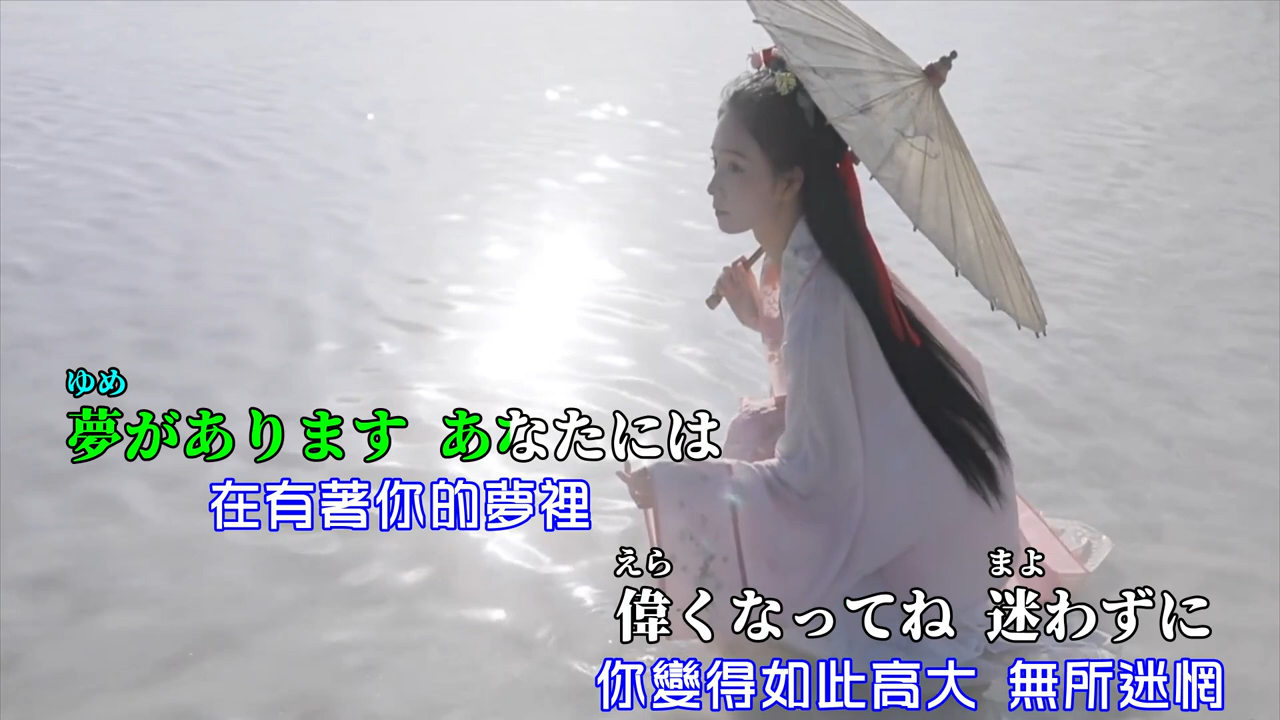 ゆめ
夢があります あなたには
在有著你的夢裡
えら まよ
偉くなってね 迷わずに
你變得如此高大 無所迷惘